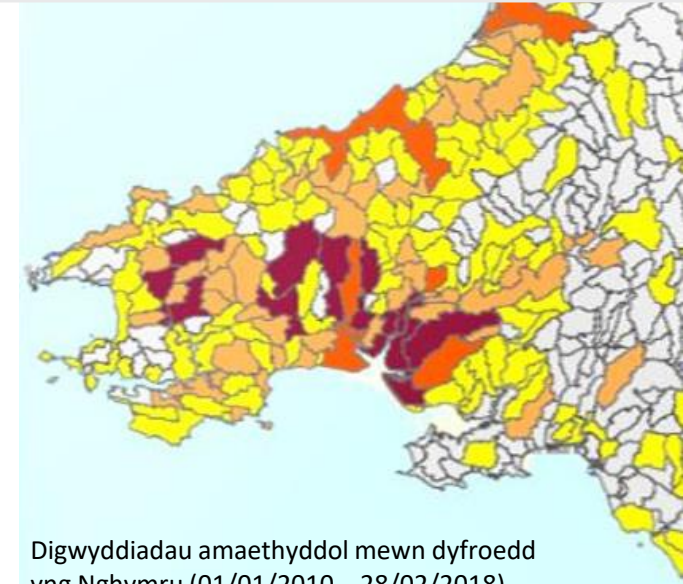 Digwyddiadau amaethyddol mewn dyfroedd
yng Nghymru (01/01/2010 – 28/02/2018)